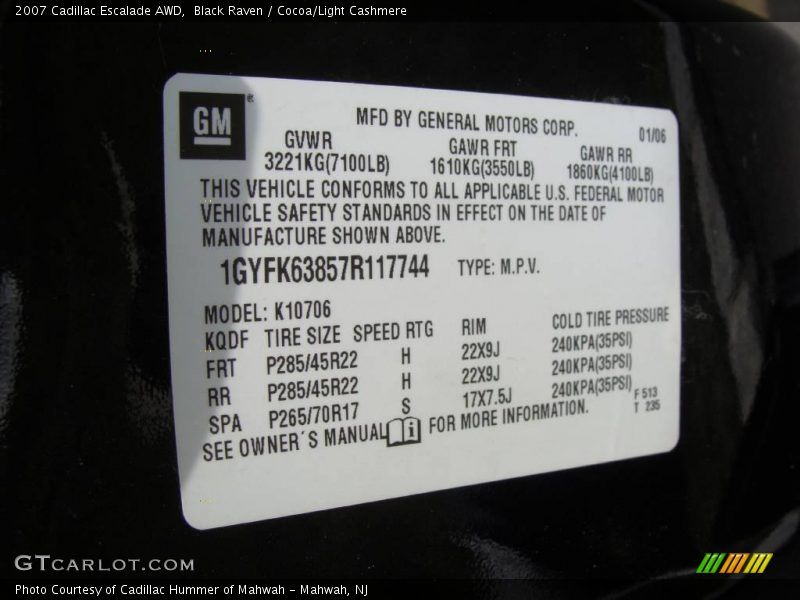 2007 Cadillac Escalade AWD,  Black Raven / Cocoa/Light Cashmere
GM
®
MFD BY GENERAL MOTORS CORP.
01/06
GVWR GAWR FRT GAWR RR
3221KG(7100LB) 1610KG(3550LB) 1860KG(4100LB)
THIS VEHICLE CONFORMS TO ALL APPLICABLE U.S. FEDERAL MOTOR
VEHICLE SAFETY STANDARDS IN EFFECT ON THE DATE OF
MANUFACTURE SHOWN ABOVE.
1GYFK63857R117744 TYPE: M.P.V.
MODEL: K10706
KQDF TIRE SIZE SPEED RTG RIM COLD TIRE PRESSURE
FRT P285/45R22 H 22X9J 240KPA(35PSI)
RR P285/45R22 H 22X9J 240KPA(35PSI)
SPA P265/70R17 S 17X7.5J 240KPA(35PSI)
SEE OWNER´S MANUAL i FOR MORE INFORMATION.
F 513
T 235
GTCARLOT.COM
Photo Courtesy of Cadillac Hummer of Mahwah – Mahwah, NJ